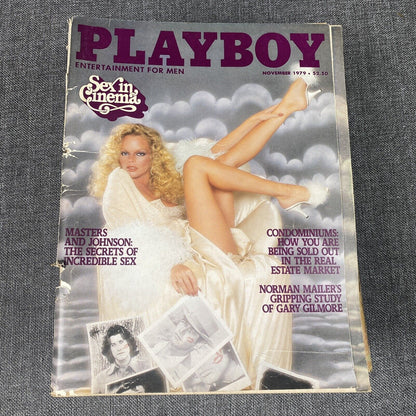 PLAYBOY
ENTERTAINMENT FOR MEN
NOVEMBER 1979 • $2.50
Sex in
Cinema
MASTERS
AND JOHNSON:
THE SECRETS OF
INCREDIBLE SEX
CONDOMINIUMS:
HOW YOU ARE
BEING SOLD OUT
IN THE REAL
ESTATE MARKET
NORMAN MAILER'S
GRIPPING STUDY
OF GARY GILMORE